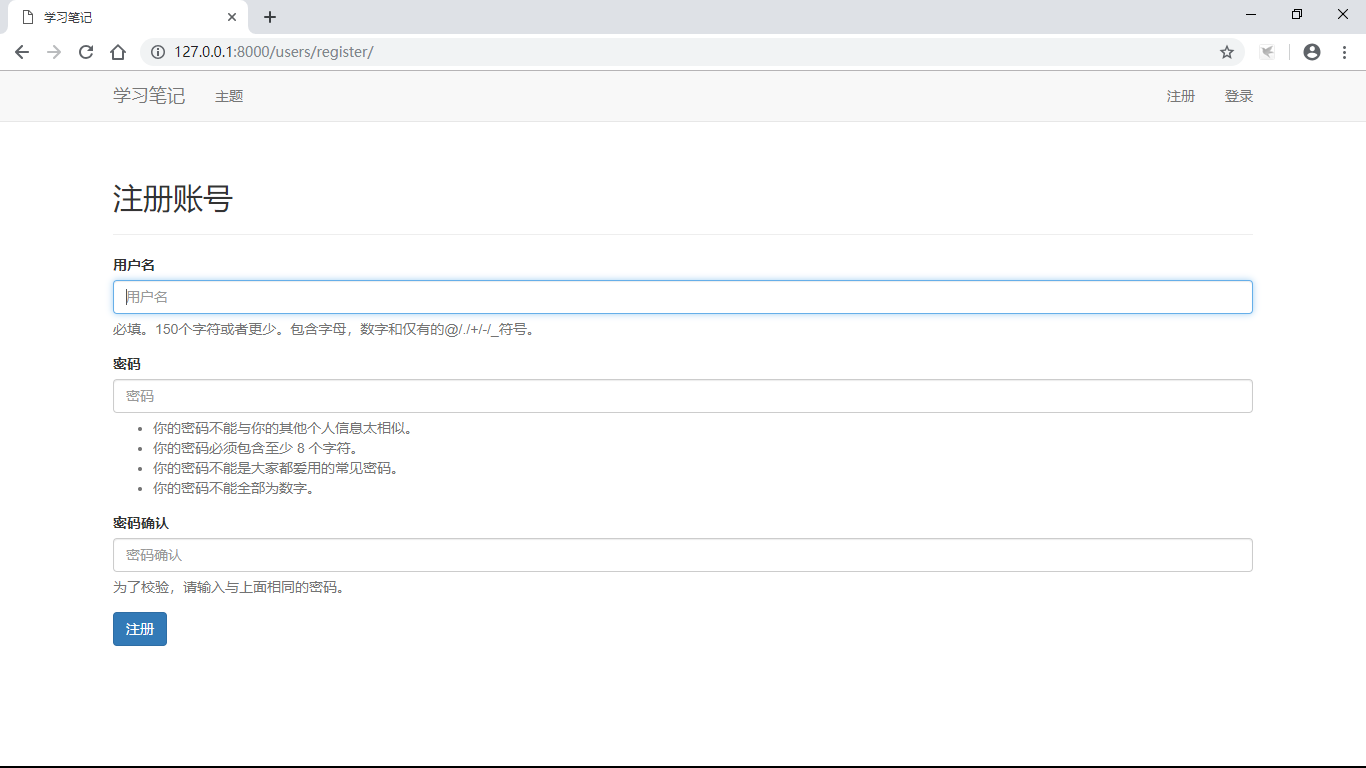 学习笔记
127.0.0.1:8000/users/register/
学习笔记 主题 注册 登录
注册账号
用户名
用户名
必填。150个字符或者更少。包含字母，数字和仅有的@/./+/-/_符号。
密码
密码
你的密码不能与你的其他个人信息太相似。
你的密码必须包含至少 8 个字符。
你的密码不能是大家都爱用的常见密码。
你的密码不能全部为数字。
密码确认
密码确认
为了校验，请输入与上面相同的密码。
注册